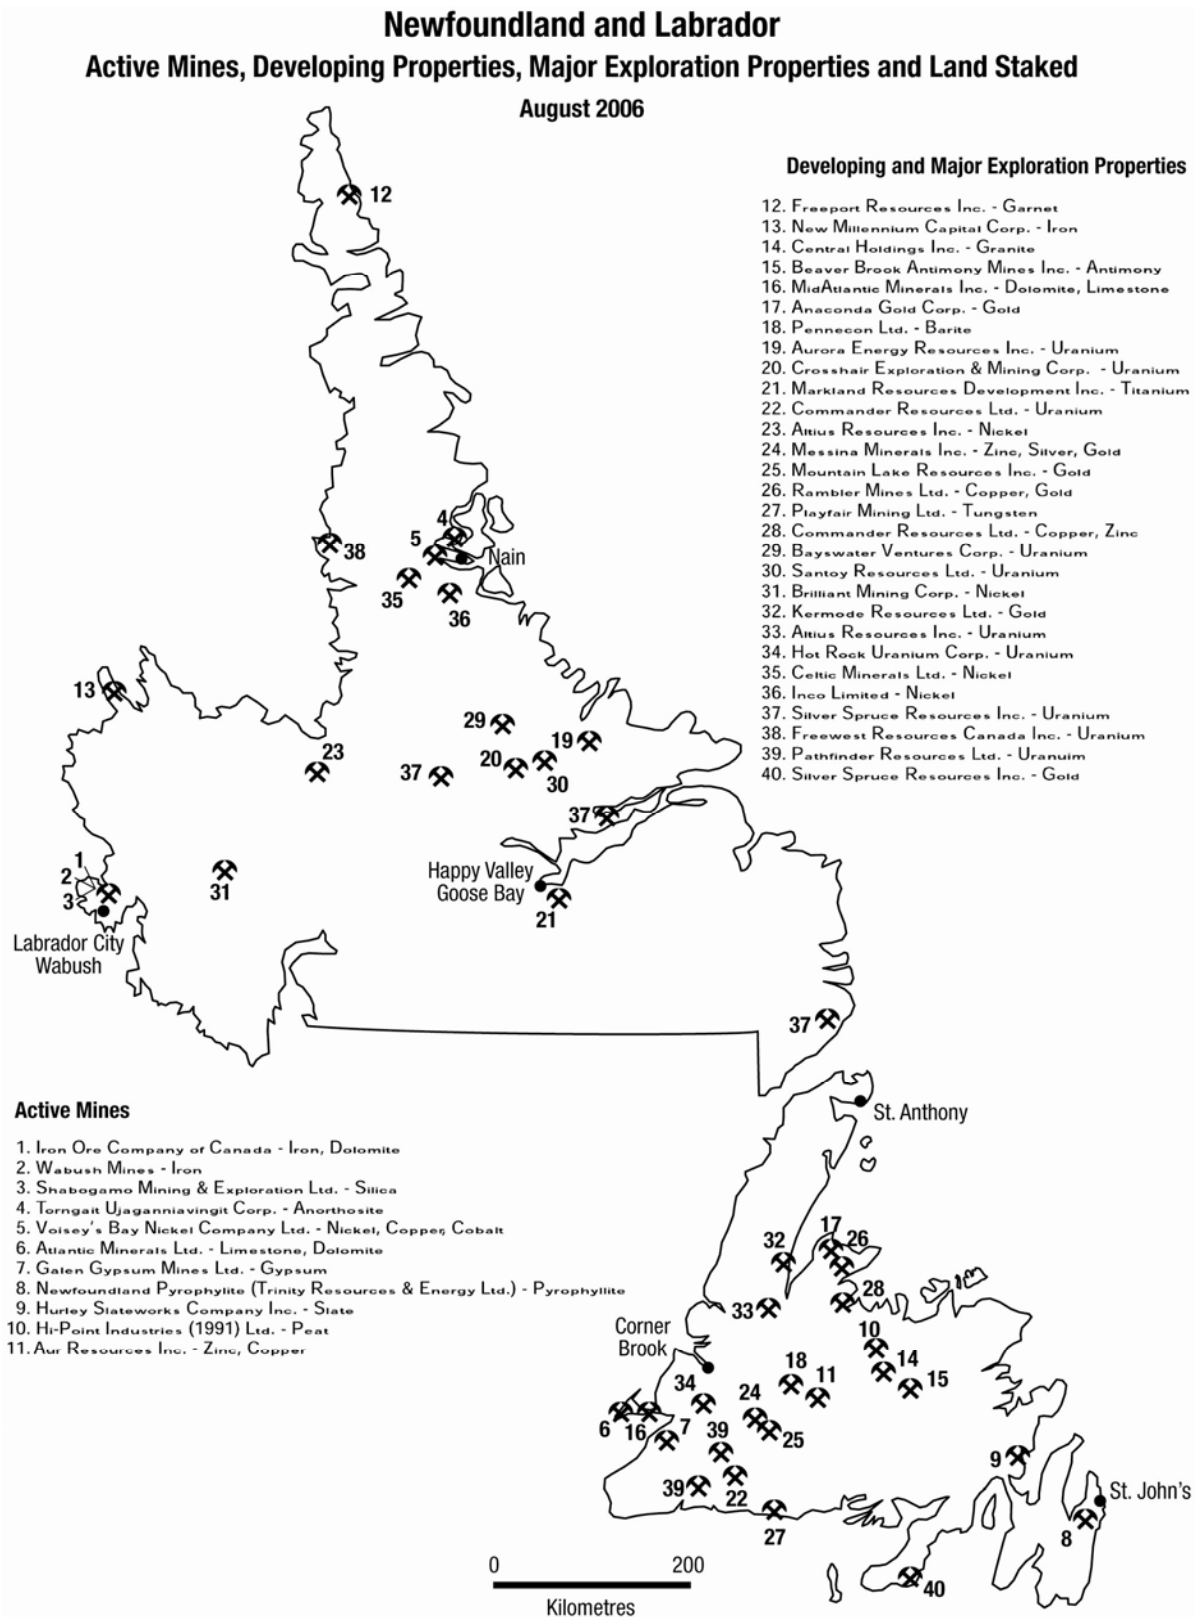 Newfoundland and Labrador
Active Mines, Developing Properties, Major Exploration Properties and Land Staked
August 2006
Developing and Major Exploration Properties
12. Freeport Resources Inc. - Garnet
13. New Millennium Capital Corp. - Iron
14. Central Holdings Inc. - Granite
15. Beaver Brook Antimony Mines Inc. - Antimony
16. MidAtlantic Minerals Inc. - Dolomite, Limestone
17. Anaconda Gold Corp. - Gold
18. Pennecon Ltd. - Barite
19. Aurora Energy Resources Inc. - Uranium
20. Crosshair Exploration & Mining Corp. - Uranium
21. Markland Resources Development Inc. - Titanium
22. Commander Resources Ltd. - Uranium
23. Altius Resources Inc. - Nickel
24. Messina Minerals Inc. - Zinc, Silver, Gold
25. Mountain Lake Resources Inc. - Gold
26. Rambler Mines Ltd. - Copper, Gold
27. Playfair Mining Ltd. - Tungsten
28. Commander Resources Ltd. - Copper, Zinc
29. Bayswater Ventures Corp. - Uranium
30. Santoy Resources Ltd. - Uranium
31. Brilliant Mining Corp. - Nickel
32. Kermode Resources Ltd. - Gold
33. Altius Resources Inc. - Uranium
34. Hot Rock Uranium Corp. - Uranium
35. Celtic Minerals Ltd. - Nickel
36. Inco Limited - Nickel
37. Silver Spruce Resources Inc. - Uranium
38. Freewest Resources Canada Inc. - Uranium
39. Pathfinder Resources Ltd. - Uranuim
40. Silver Spruce Resources Inc. - Gold
12
4
5
38
Nain
35
36
13
29
19
23
37
20
30
37
1
2
3
31
Happy Valley
Goose Bay
21
Labrador City
Wabush
37
Active Mines
1. Iron Ore Company of Canada - Iron, Dolomite
2. Wabush Mines - Iron
3. Shabogamo Mining & Exploration Ltd. - Silica
4. Torngait Ujaganniavingit Corp. - Anorthosite
5. Voisey's Bay Nickel Company Ltd. - Nickel, Copper, Cobalt
6. Atlantic Minerals Ltd. - Limestone, Dolomite
7. Galen Gypsum Mines Ltd. - Gypsum
8. Newfoundland Pyrophylite (Trinity Resources & Energy Ltd.) - Pyrophyllite
9. Hurley Slateworks Company Inc. - Slate
10. Hi-Point Industries (1991) Ltd. - Peat
11. Aur Resources Inc. - Zinc, Copper
St. Anthony
17
26
32
28
33
Corner
Brook
10
14
18
11
15
34
24
6
16
7
39
25
9
39
22
27
St. John's
8
40
0 200
Kilometres